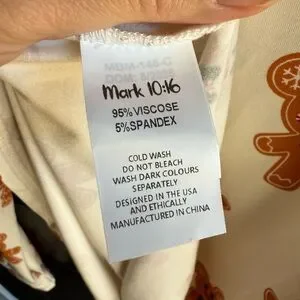 Mark 10:16
95% VISCOSE
5%SPANDEX
COLD WASH
DO NOT BLEACH
WASH DARK COLOURS
SEPARATELY
DESIGNED IN THE USA
AND ETHICALLY
MANUFACTURED IN CHINA